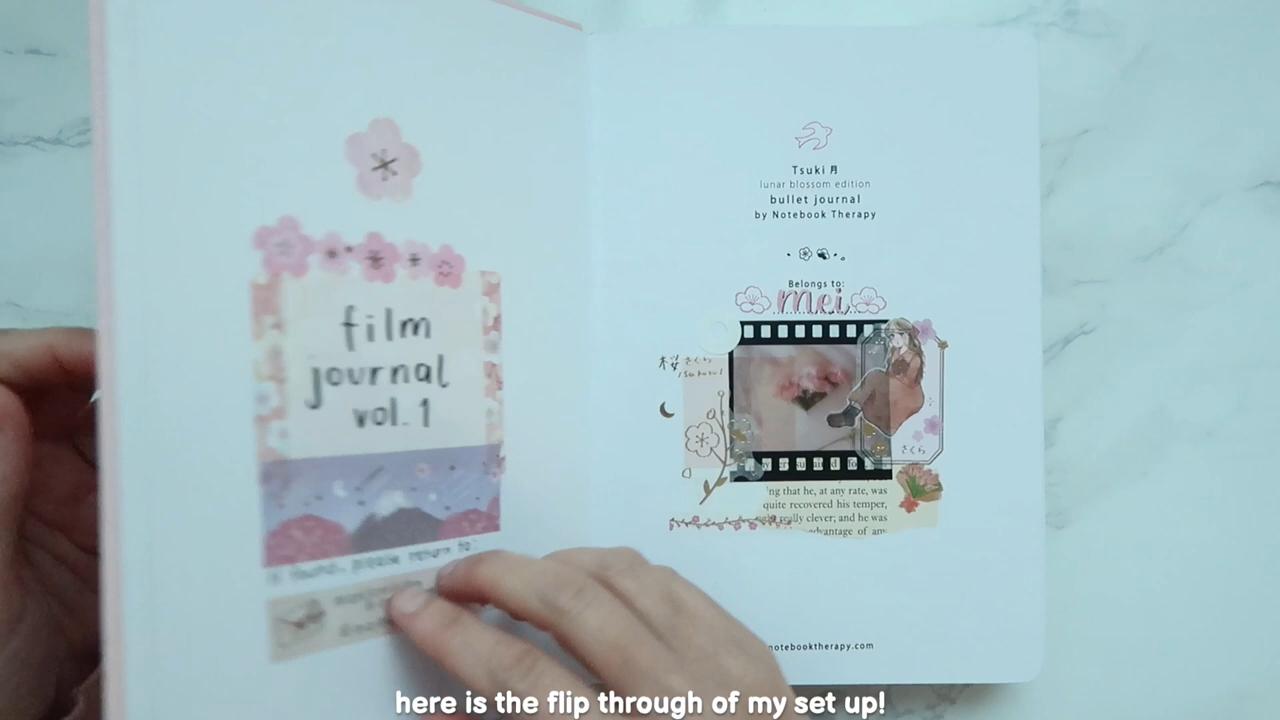 film
journal
vol. 1
if found, please return to:
Tsuki 月
lunar blossom edition
bullet journal
by Notebook Therapy
Belongs to:
mei
桜 さくら
/sakura/
さくら
ing that he, at any rate, was
quite recovered his temper,
really clever; and he was
advantage of any
notebooktherapy.com
here is the flip through of my set up!